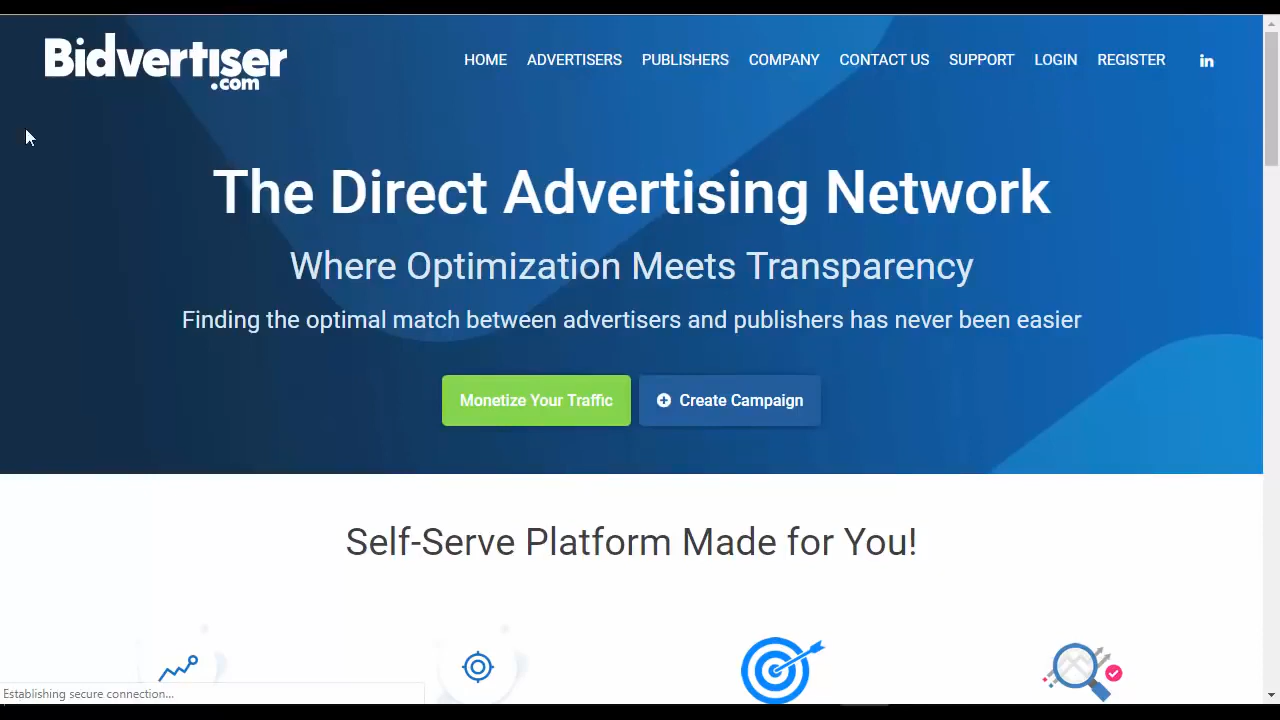 Bidvertiser
.com
HOME ADVERTISERS PUBLISHERS COMPANY CONTACT US SUPPORT LOGIN REGISTER in
The Direct Advertising Network
Where Optimization Meets Transparency
Finding the optimal match between advertisers and publishers has never been easier
Monetize Your Traffic Create Campaign
Self-Serve Platform Made for You!
Establishing secure connection...